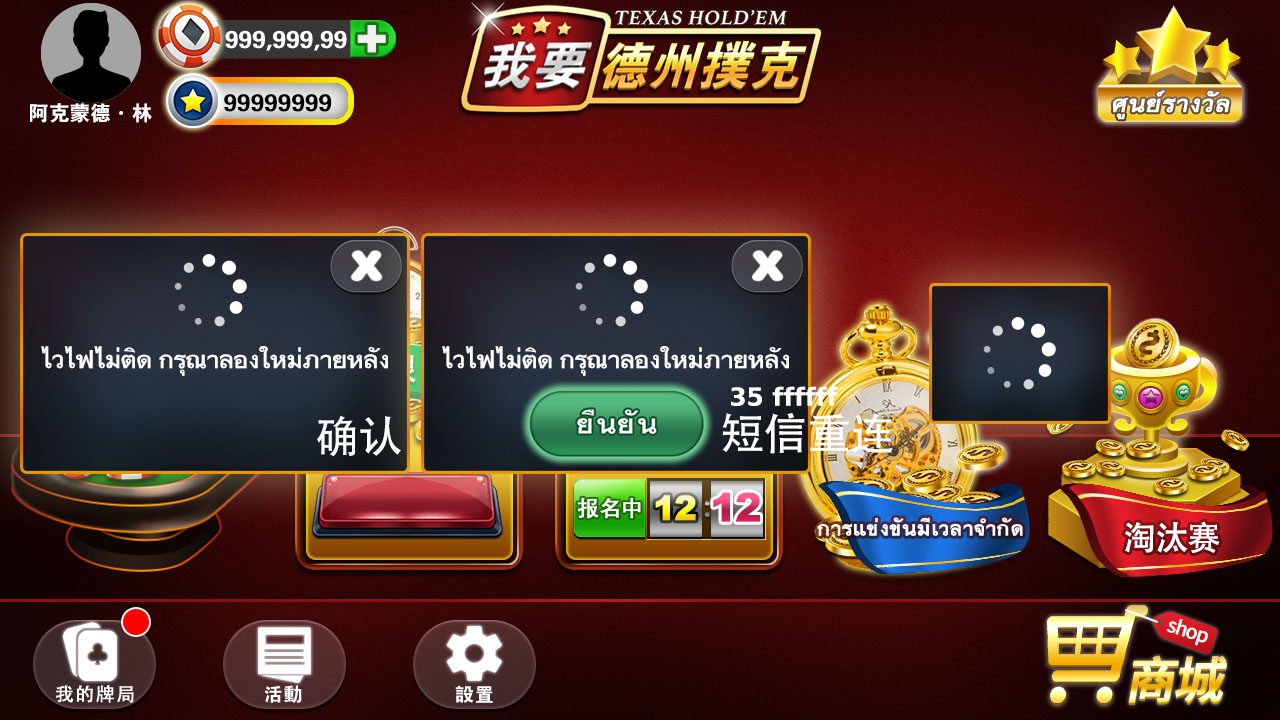 999,999,99
TEXAS HOLD'EM
我要
德州撲克
99999999
阿克蒙德·林
ศูนย์รางวัล
ไวไฟไม่ติด กรุณาลองใหม่ภายหลัง
确认
ไวไฟไม่ติด กรุณาลองใหม่ภายหลัง
ยืนยัน
35 ffffff
短信重连
报名中
12:12
การแข่งขันมีเวลาจำกัด
淘汰赛
我的牌局
活動
設置
shop
商城